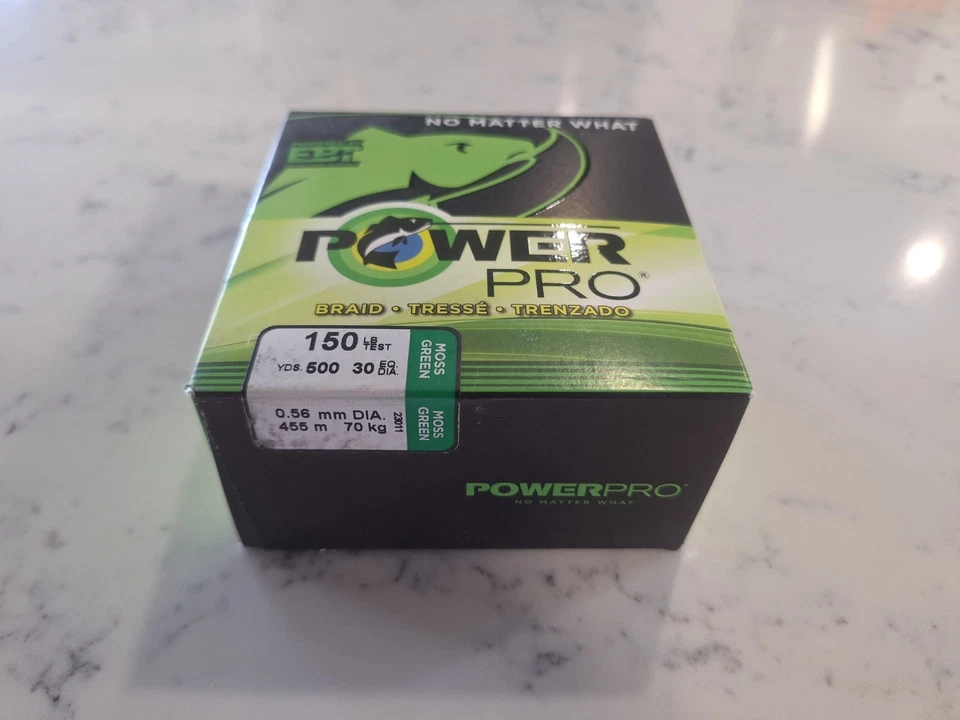 NO MATTER WHAT
POWER
PRO®
BRAID • TRESSÉ • TRENZADO
150 LB TEST
YDS. 500 30 EQ. DIA.
MOSS GREEN
0.56 mm DIA.
455 m 70 kg
23011
MOSS GREEN
POWERPRO
NO MATTER WHAT